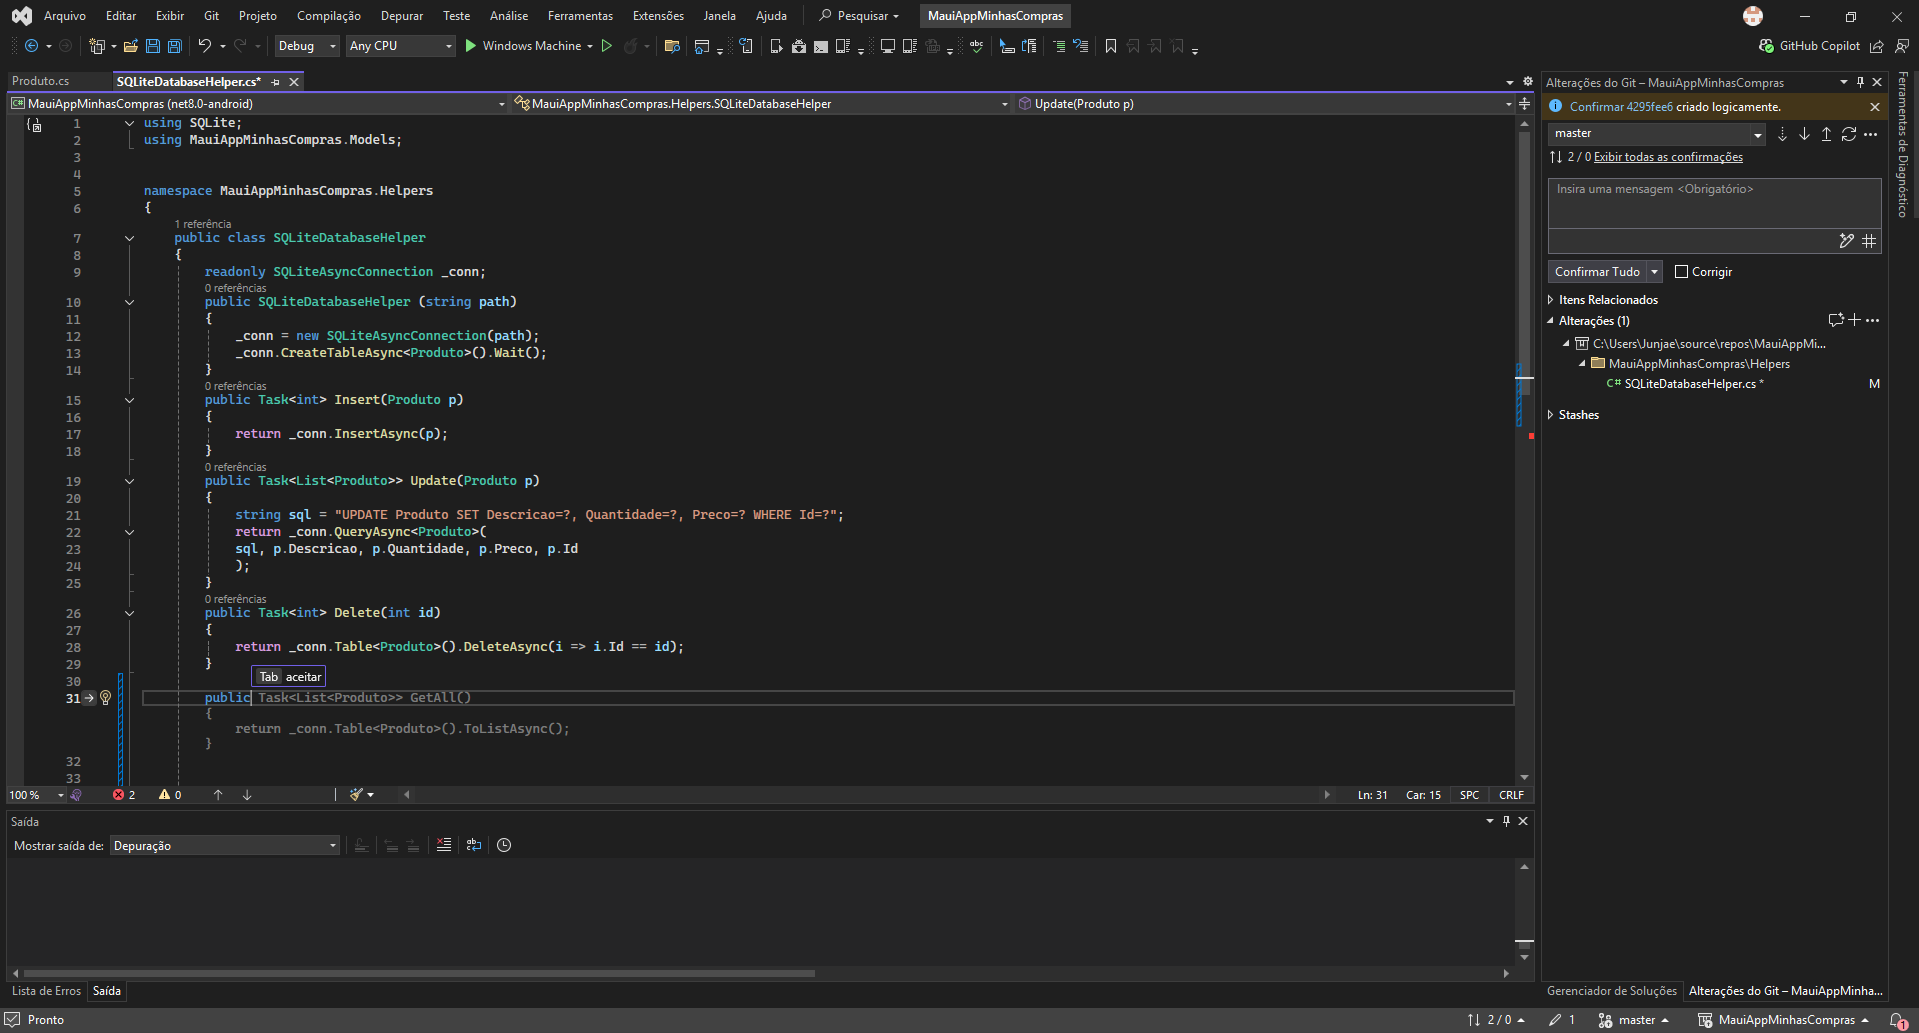 Arquivo Editar Exibir Git Projeto Compilação Depurar Teste Análise Ferramentas Extensões Janela Ajuda Pesquisar MauiAppMinhasCompras
Debug Any CPU Windows Machine GitHub Copilot
Produto.cs SQLiteDatabaseHelper.cs*
MauiAppMinhasCompras (net8.0-android) MauiAppMinhasCompras.Helpers.SQLiteDatabaseHelper Update(Produto p)
1 using SQLite;
2 using MauiAppMinhasCompras.Models;
3
4
5 namespace MauiAppMinhasCompras.Helpers
6 {
1 referência
7 public class SQLiteDatabaseHelper
8 {
9 readonly SQLiteAsyncConnection _conn;
0 referências
10 public SQLiteDatabaseHelper (string path)
11 {
12 _conn = new SQLiteAsyncConnection(path);
13 _conn.CreateTableAsync<Produto>().Wait();
14 }
0 referências
15 public Task<int> Insert(Produto p)
16 {
17 return _conn.InsertAsync(p);
18 }
0 referências
19 public Task<List<Produto>> Update(Produto p)
20 {
21 string sql = "UPDATE Produto SET Descricao=?, Quantidade=?, Preco=? WHERE Id=?";
22 return _conn.QueryAsync<Produto>(
23 sql, p.Descricao, p.Quantidade, p.Preco, p.Id
24 );
25 }
0 referências
26 public Task<int> Delete(int id)
27 {
28 return _conn.Table<Produto>().DeleteAsync(i => i.Id == id);
29 }
30 Tab aceitar
31 public Task<List<Produto>> GetAll()
{
return _conn.Table<Produto>().ToListAsync();
}
32
33
100 % 2 0 Ln: 31 Car: 15 SPC CRLF
Saída
Mostrar saída de: Depuração
Lista de Erros Saída
Alterações do Git – MauiAppMinhasCompras
Confirmar 4295fee6 criado logicamente.
master
2 / 0 Exibir todas as confirmações
Insira uma mensagem <Obrigatório>
Confirmar Tudo Corrigir
Itens Relacionados
Alterações (1)
C:\Users\Junjae\source\repos\MauiAppMi...
MauiAppMinhasCompras\Helpers
C# SQLiteDatabaseHelper.cs * M
Stashes
Gerenciador de Soluções Alterações do Git – MauiAppMinha...
Ferramentas de Diagnóstico
Pronto 2 / 0 1 master MauiAppMinhasCompras 1